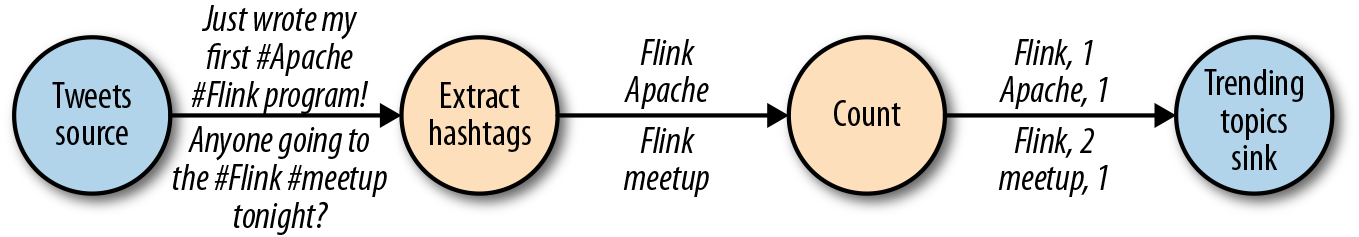 Tweets
source
Just wrote my
first #Apache
#Flink program!
Anyone going to
the #Flink #meetup
tonight?
Extract
hashtags
Flink
Apache
Flink
meetup
Count
Flink, 1
Apache, 1
Flink, 2
meetup, 1
Trending
topics
sink